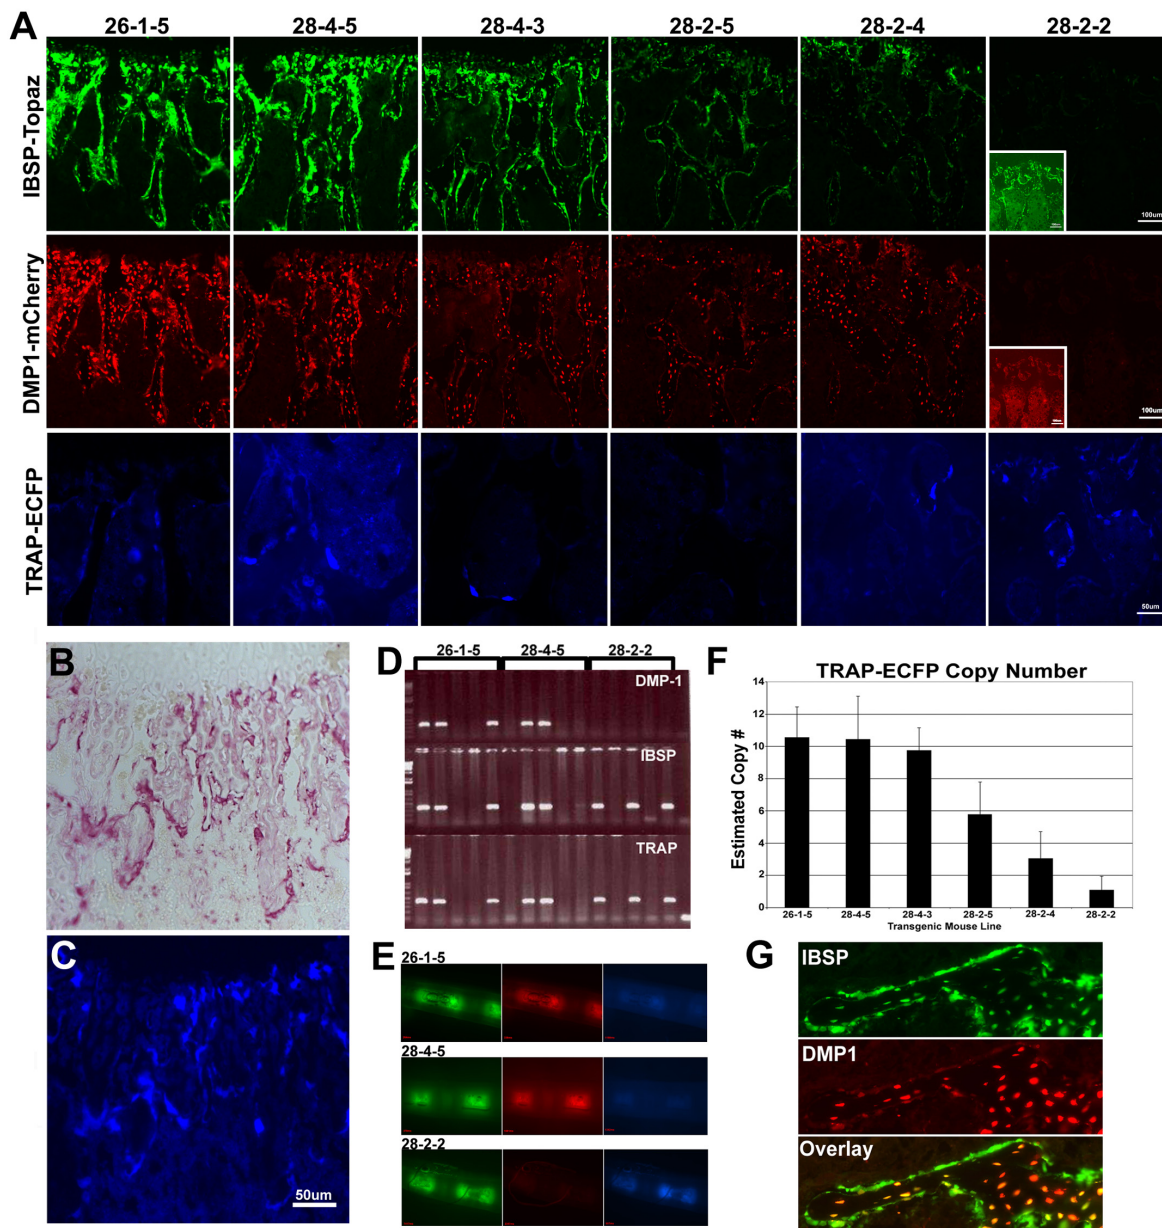 A
26-1-5 28-4-5 28-4-3 28-2-5 28-2-4 28-2-2
IBSP-Topaz
100um
DMP1-mCherry
100um
TRAP-ECFP
50um
B
C
50um
D
26-1-5 28-4-5 28-2-2
DMP-1
IBSP
TRAP
E
26-1-5
28-4-5
28-2-2
F
TRAP-ECFP Copy Number
Estimated Copy #
14
12
10
8
6
4
2
0
26-1-5 28-4-5 28-4-3 28-2-5 28-2-4 28-2-2
Transgenic Mouse Line
G
IBSP
DMP1
Overlay